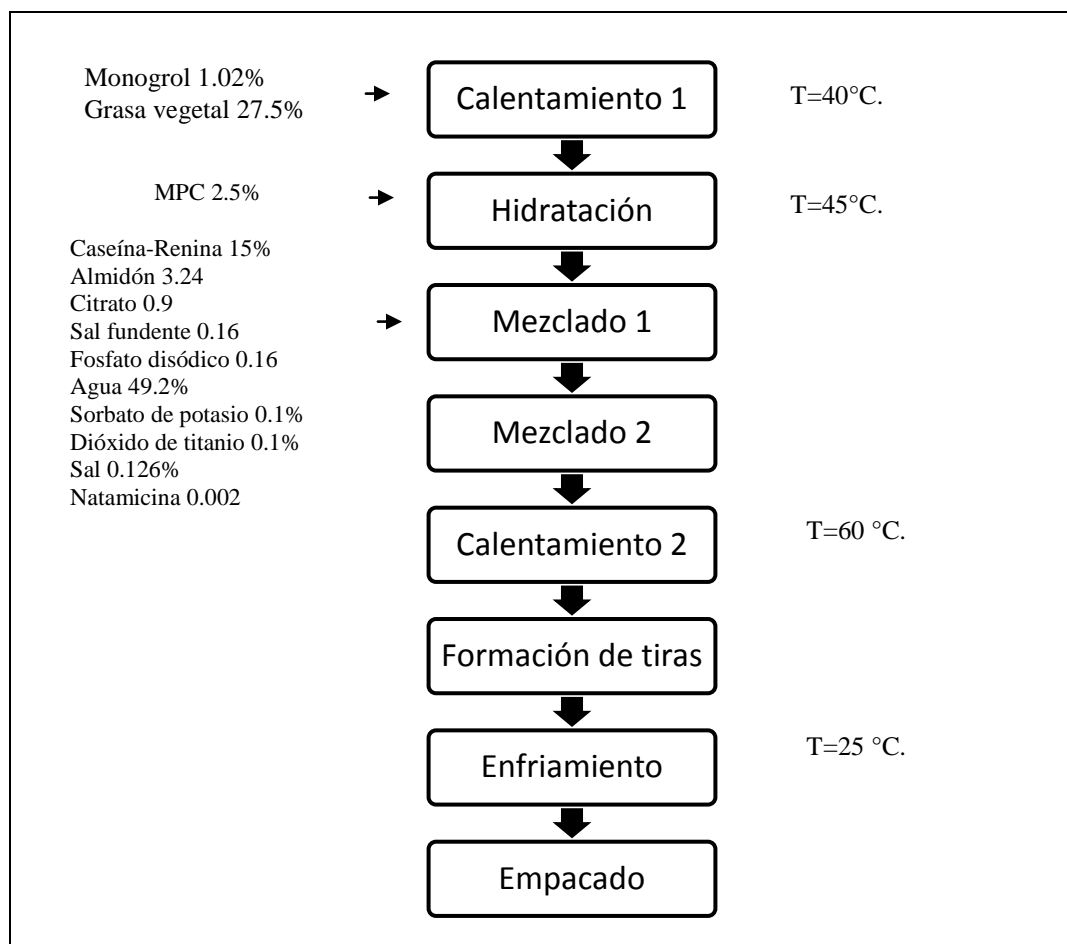 Monogrol 1.02%
Grasa vegetal 27.5%
Calentamiento 1
T=40°C.
MPC 2.5%
Hidratación
T=45°C.
Caseína-Renina 15%
Almidón 3.24
Citrato 0.9
Sal fundente 0.16
Fosfato disódico 0.16
Agua 49.2%
Sorbato de potasio 0.1%
Dióxido de titanio 0.1%
Sal 0.126%
Natamicina 0.002
Mezclado 1
Mezclado 2
Calentamiento 2
T=60 °C.
Formación de tiras
Enfriamiento
T=25 °C.
Empacado